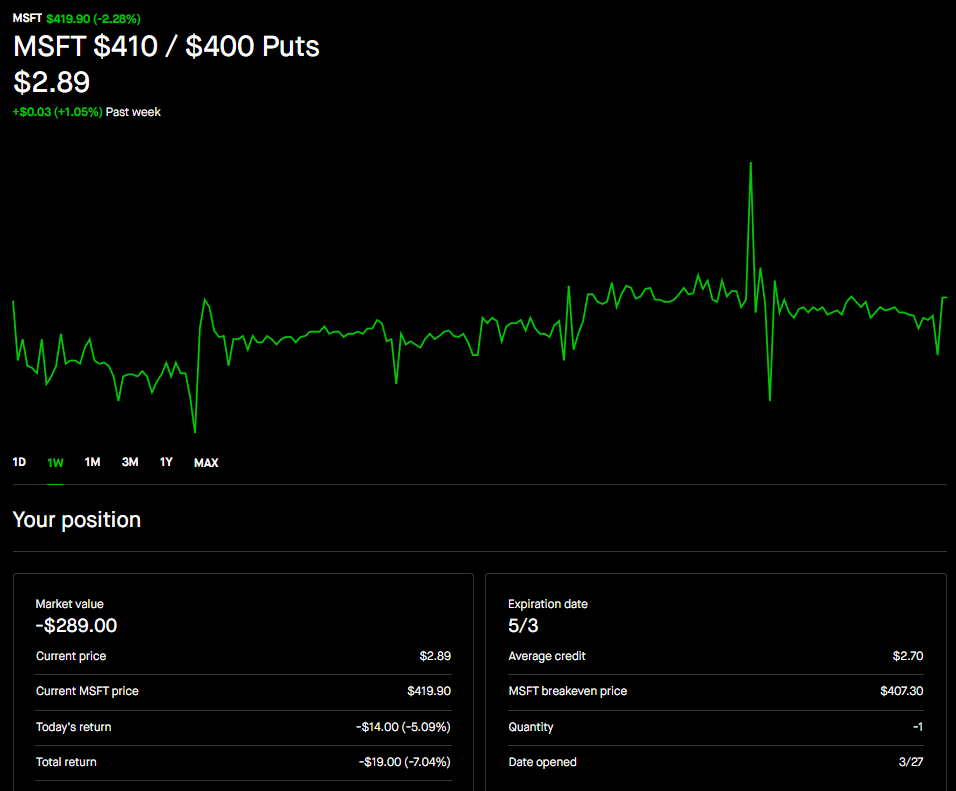 MSFT $419.90 (-2.28%)
MSFT $410 / $400 Puts
$2.89
+$0.03 (+1.05%) Past week
1D 1W 1M 3M 1Y MAX
Your position
Market value
-$289.00
Current price $2.89
Current MSFT price $419.90
Today's return -$14.00 (-5.09%)
Total return -$19.00 (-7.04%)
Expiration date
5/3
Average credit $2.70
MSFT breakeven price $407.30
Quantity -1
Date opened 3/27